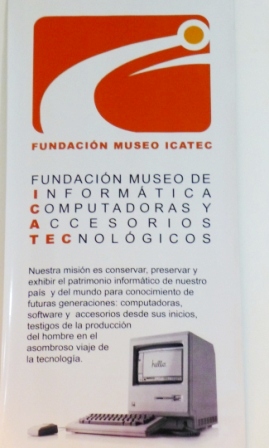 FUNDACIÓN MUSEO ICATEC
FUNDACIÓN MUSEO DE
INFORMÁTICA
COMPUTADORAS Y
ACCESORIOS
TECNOLÓGICOS
Nuestra misión es conservar, preservar y
exhibir el patrimonio informático de nuestro
país y del mundo para conocimiento de
futuras generaciones: computadoras,
software y accesorios desde sus inicios,
testigos de la producción
del hombre en el
asombroso viaje de
la tecnología.
hello